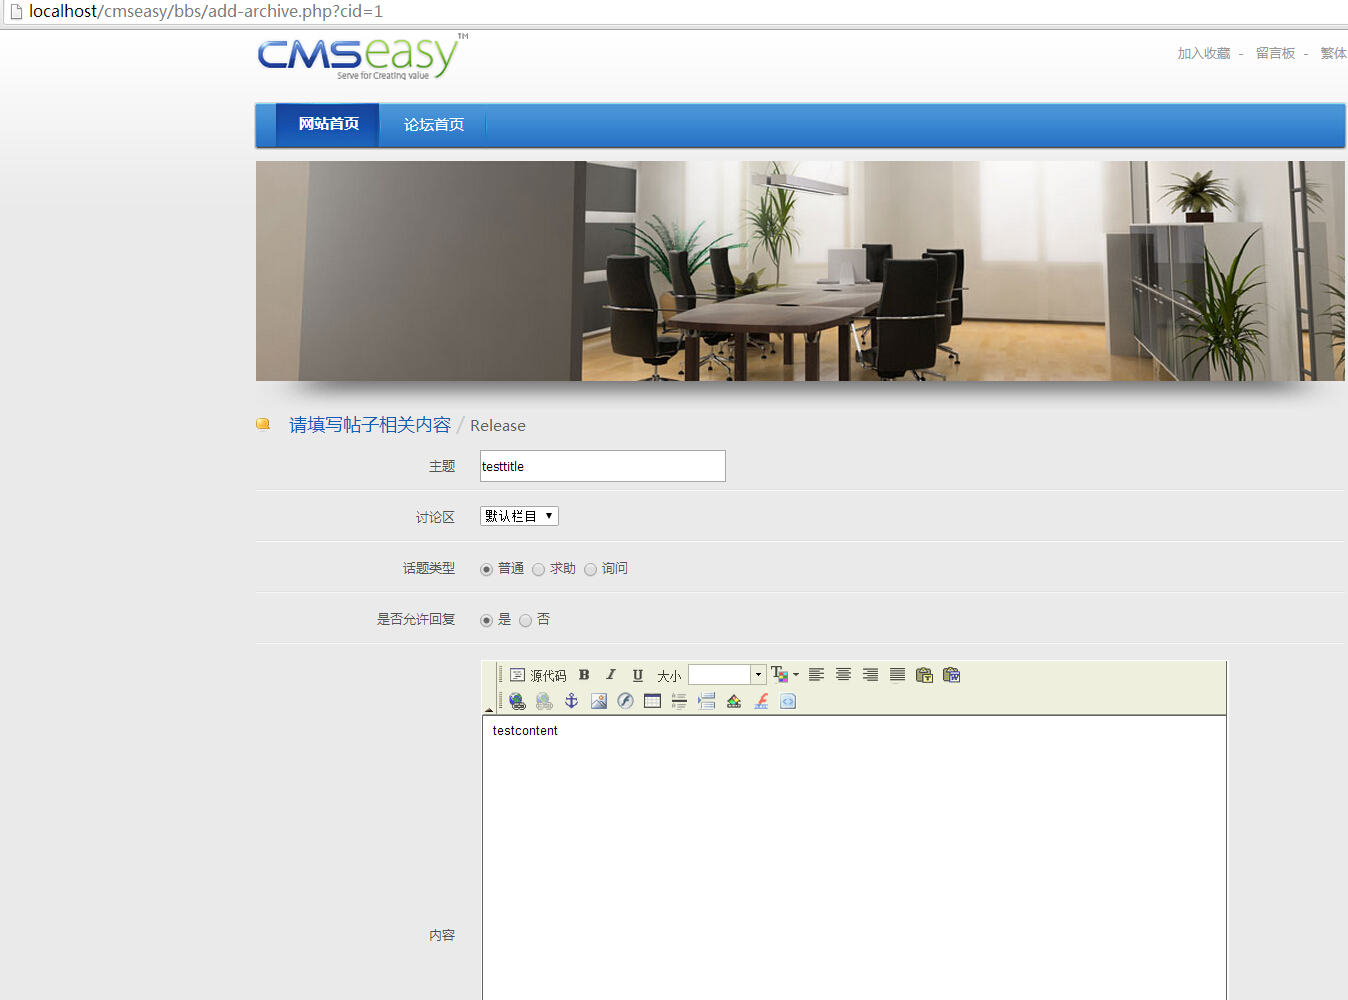 localhost/cmseasy/bbs/add-archive.php?cid=1
CMSeasy™
Serve for Creating value
加入收藏 - 留言板 - 繁体
网站首页 论坛首页
请填写帖子相关内容 / Release
主题 testtitle
讨论区 默认栏目
话题类型 普通 求助 询问
是否允许回复 是 否
源代码 B I U 大小
testcontent
内容